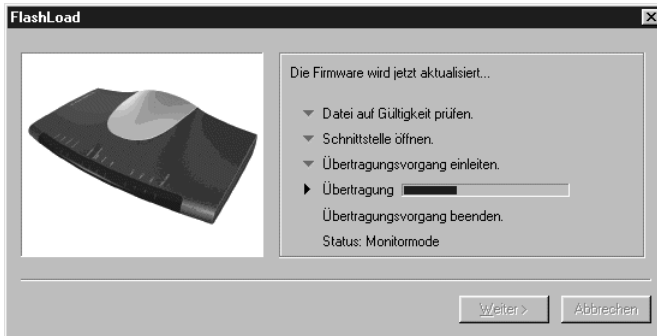 FlashLoad
Die Firmware wird jetzt aktualisiert...
Datei auf Gültigkeit prüfen.
Schnittstelle öffnen.
Übertragungsvorgang einleiten.
Übertragung
Übertragungsvorgang beenden.
Status: Monitormode
Weiter >
Abbrechen